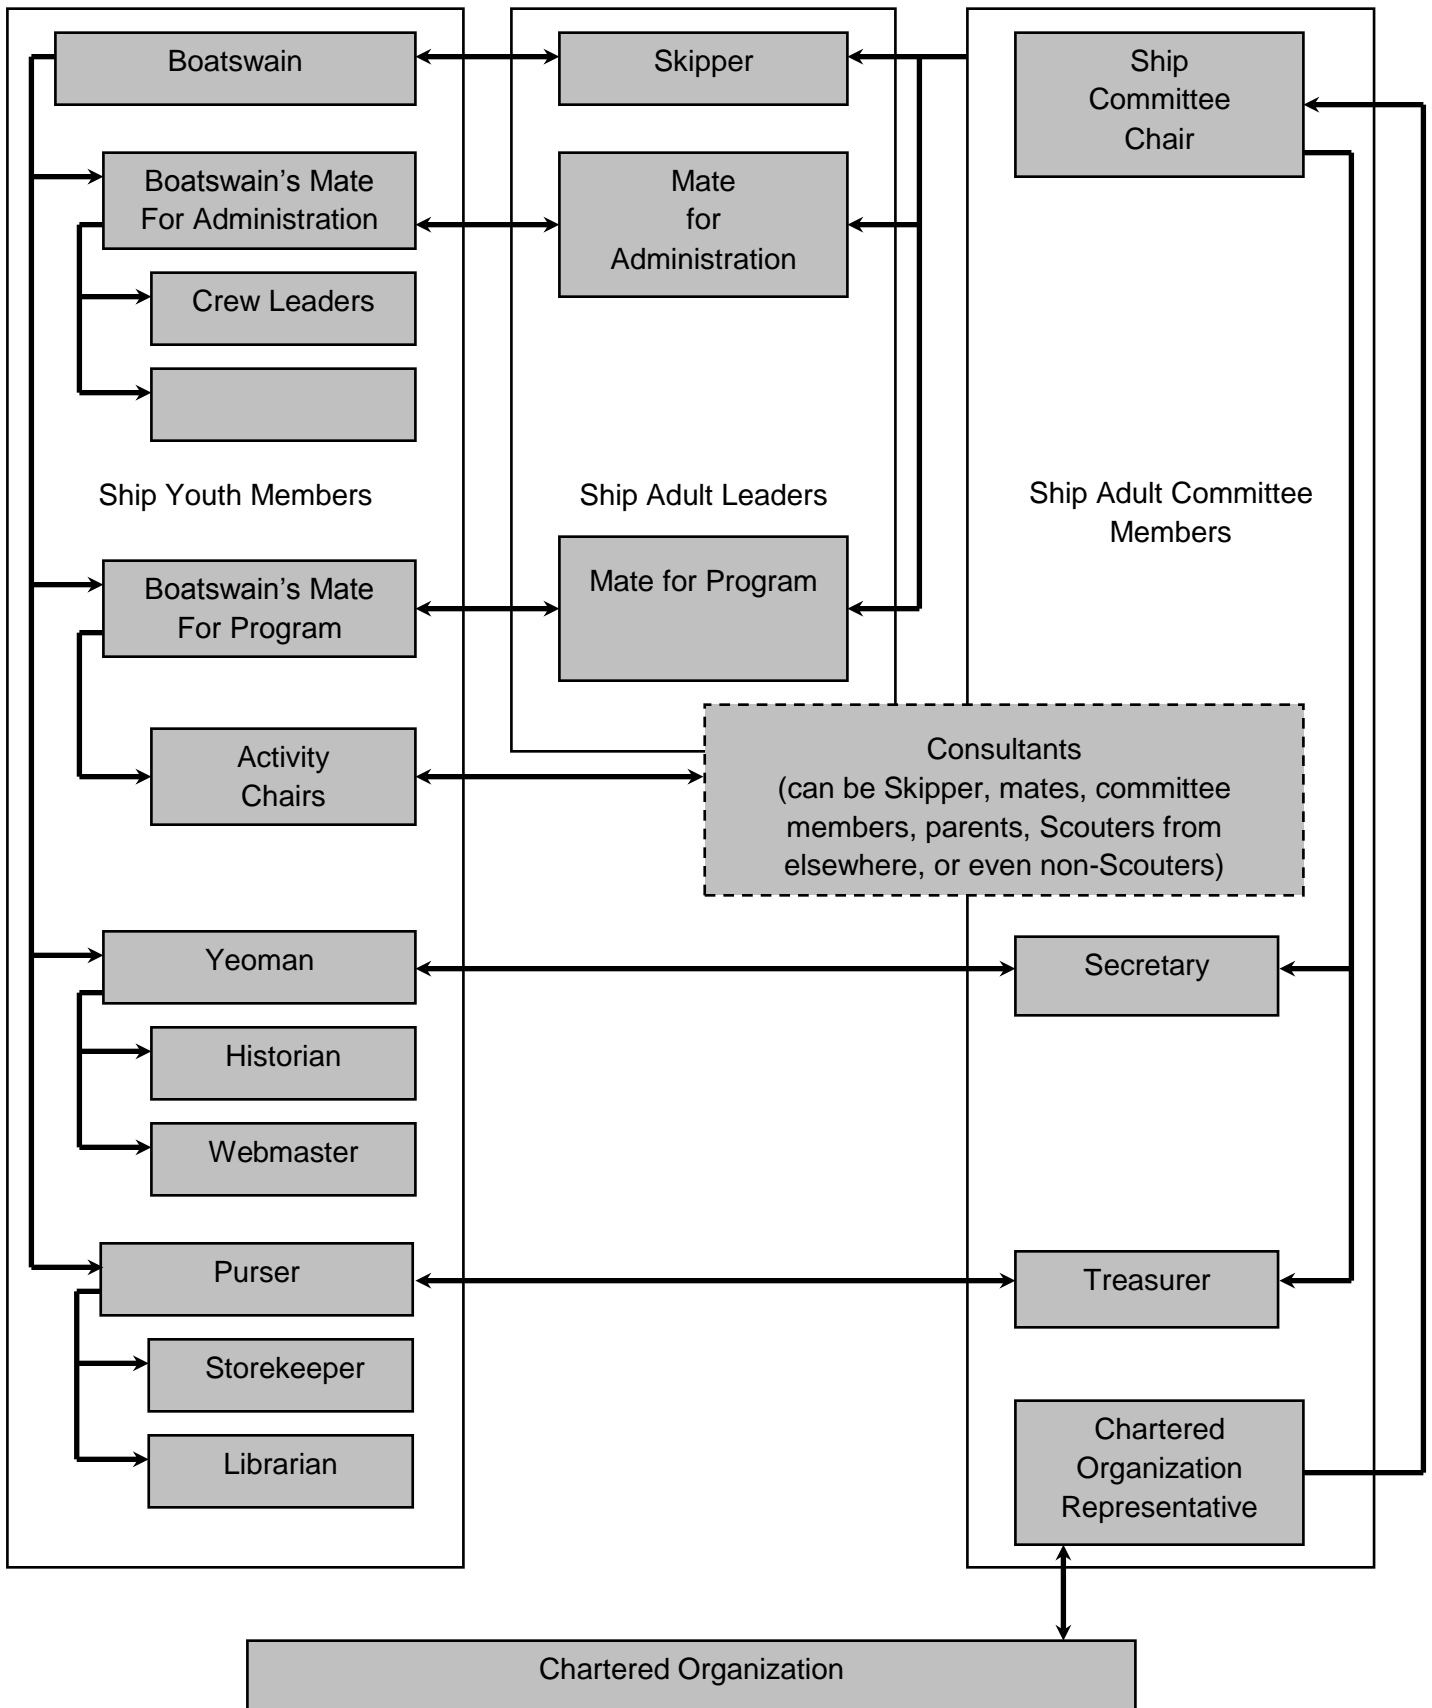 Boatswain
Boatswain’s Mate
For Administration
Crew Leaders
Ship Youth Members
Boatswain’s Mate
For Program
Activity
Chairs
Yeoman
Historian
Webmaster
Purser
Storekeeper
Librarian
Skipper
Mate
for
Administration
Ship Adult Leaders
Mate for Program
Consultants
(can be Skipper, mates, committee
members, parents, Scouters from
elsewhere, or even non-Scouters)
Ship
Committee
Chair
Ship Adult Committee
Members
Secretary
Treasurer
Chartered
Organization
Representative
Chartered Organization